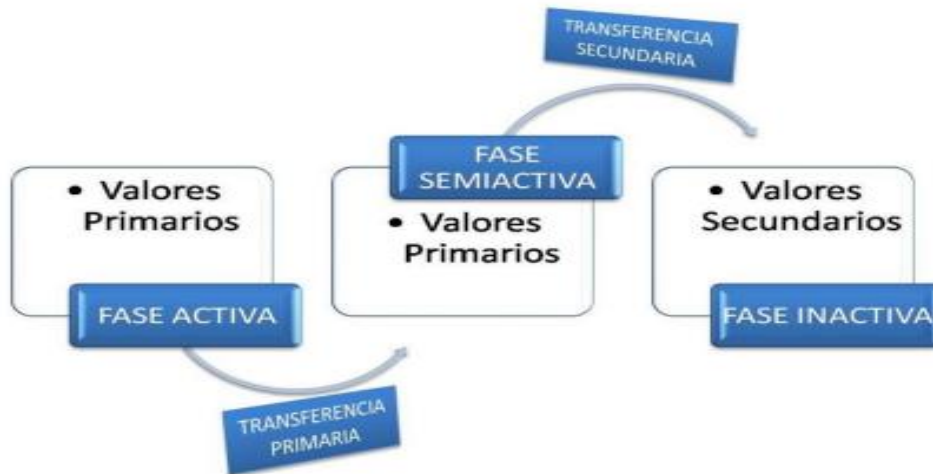 TRANSFERENCIA
SECUNDARIA
FASE
SEMIACTIVA
• Valores
Primarios
• Valores
Primarios
• Valores
Secundarios
FASE ACTIVA
FASE INACTIVA
TRANSFERENCIA
PRIMARIA